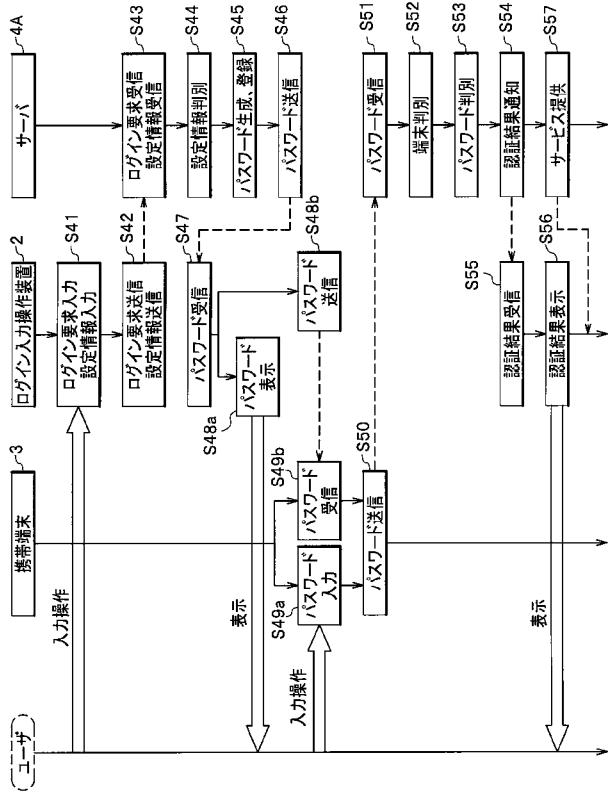 ユーザ
携帯端末
3
ログイン入力操作装置
2
サーバ
4A
入力操作
ログイン要求入力
設定情報入力
S41
ログイン要求送信
設定情報送信
S42
ログイン要求受信
設定情報受信
S43
設定情報判別
S44
パスワード生成、登録
S45
パスワード送信
S46
パスワード受信
S47
パスワード
表示
S48a
パスワード
送信
S48b
表示
入力操作
パスワード
入力
S49a
パスワード
受信
S49b
パスワード送信
S50
パスワード受信
S51
端末判別
S52
パスワード判別
S53
認証結果通知
S54
認証結果受信
S55
認証結果表示
S56
サービス提供
S57
表示